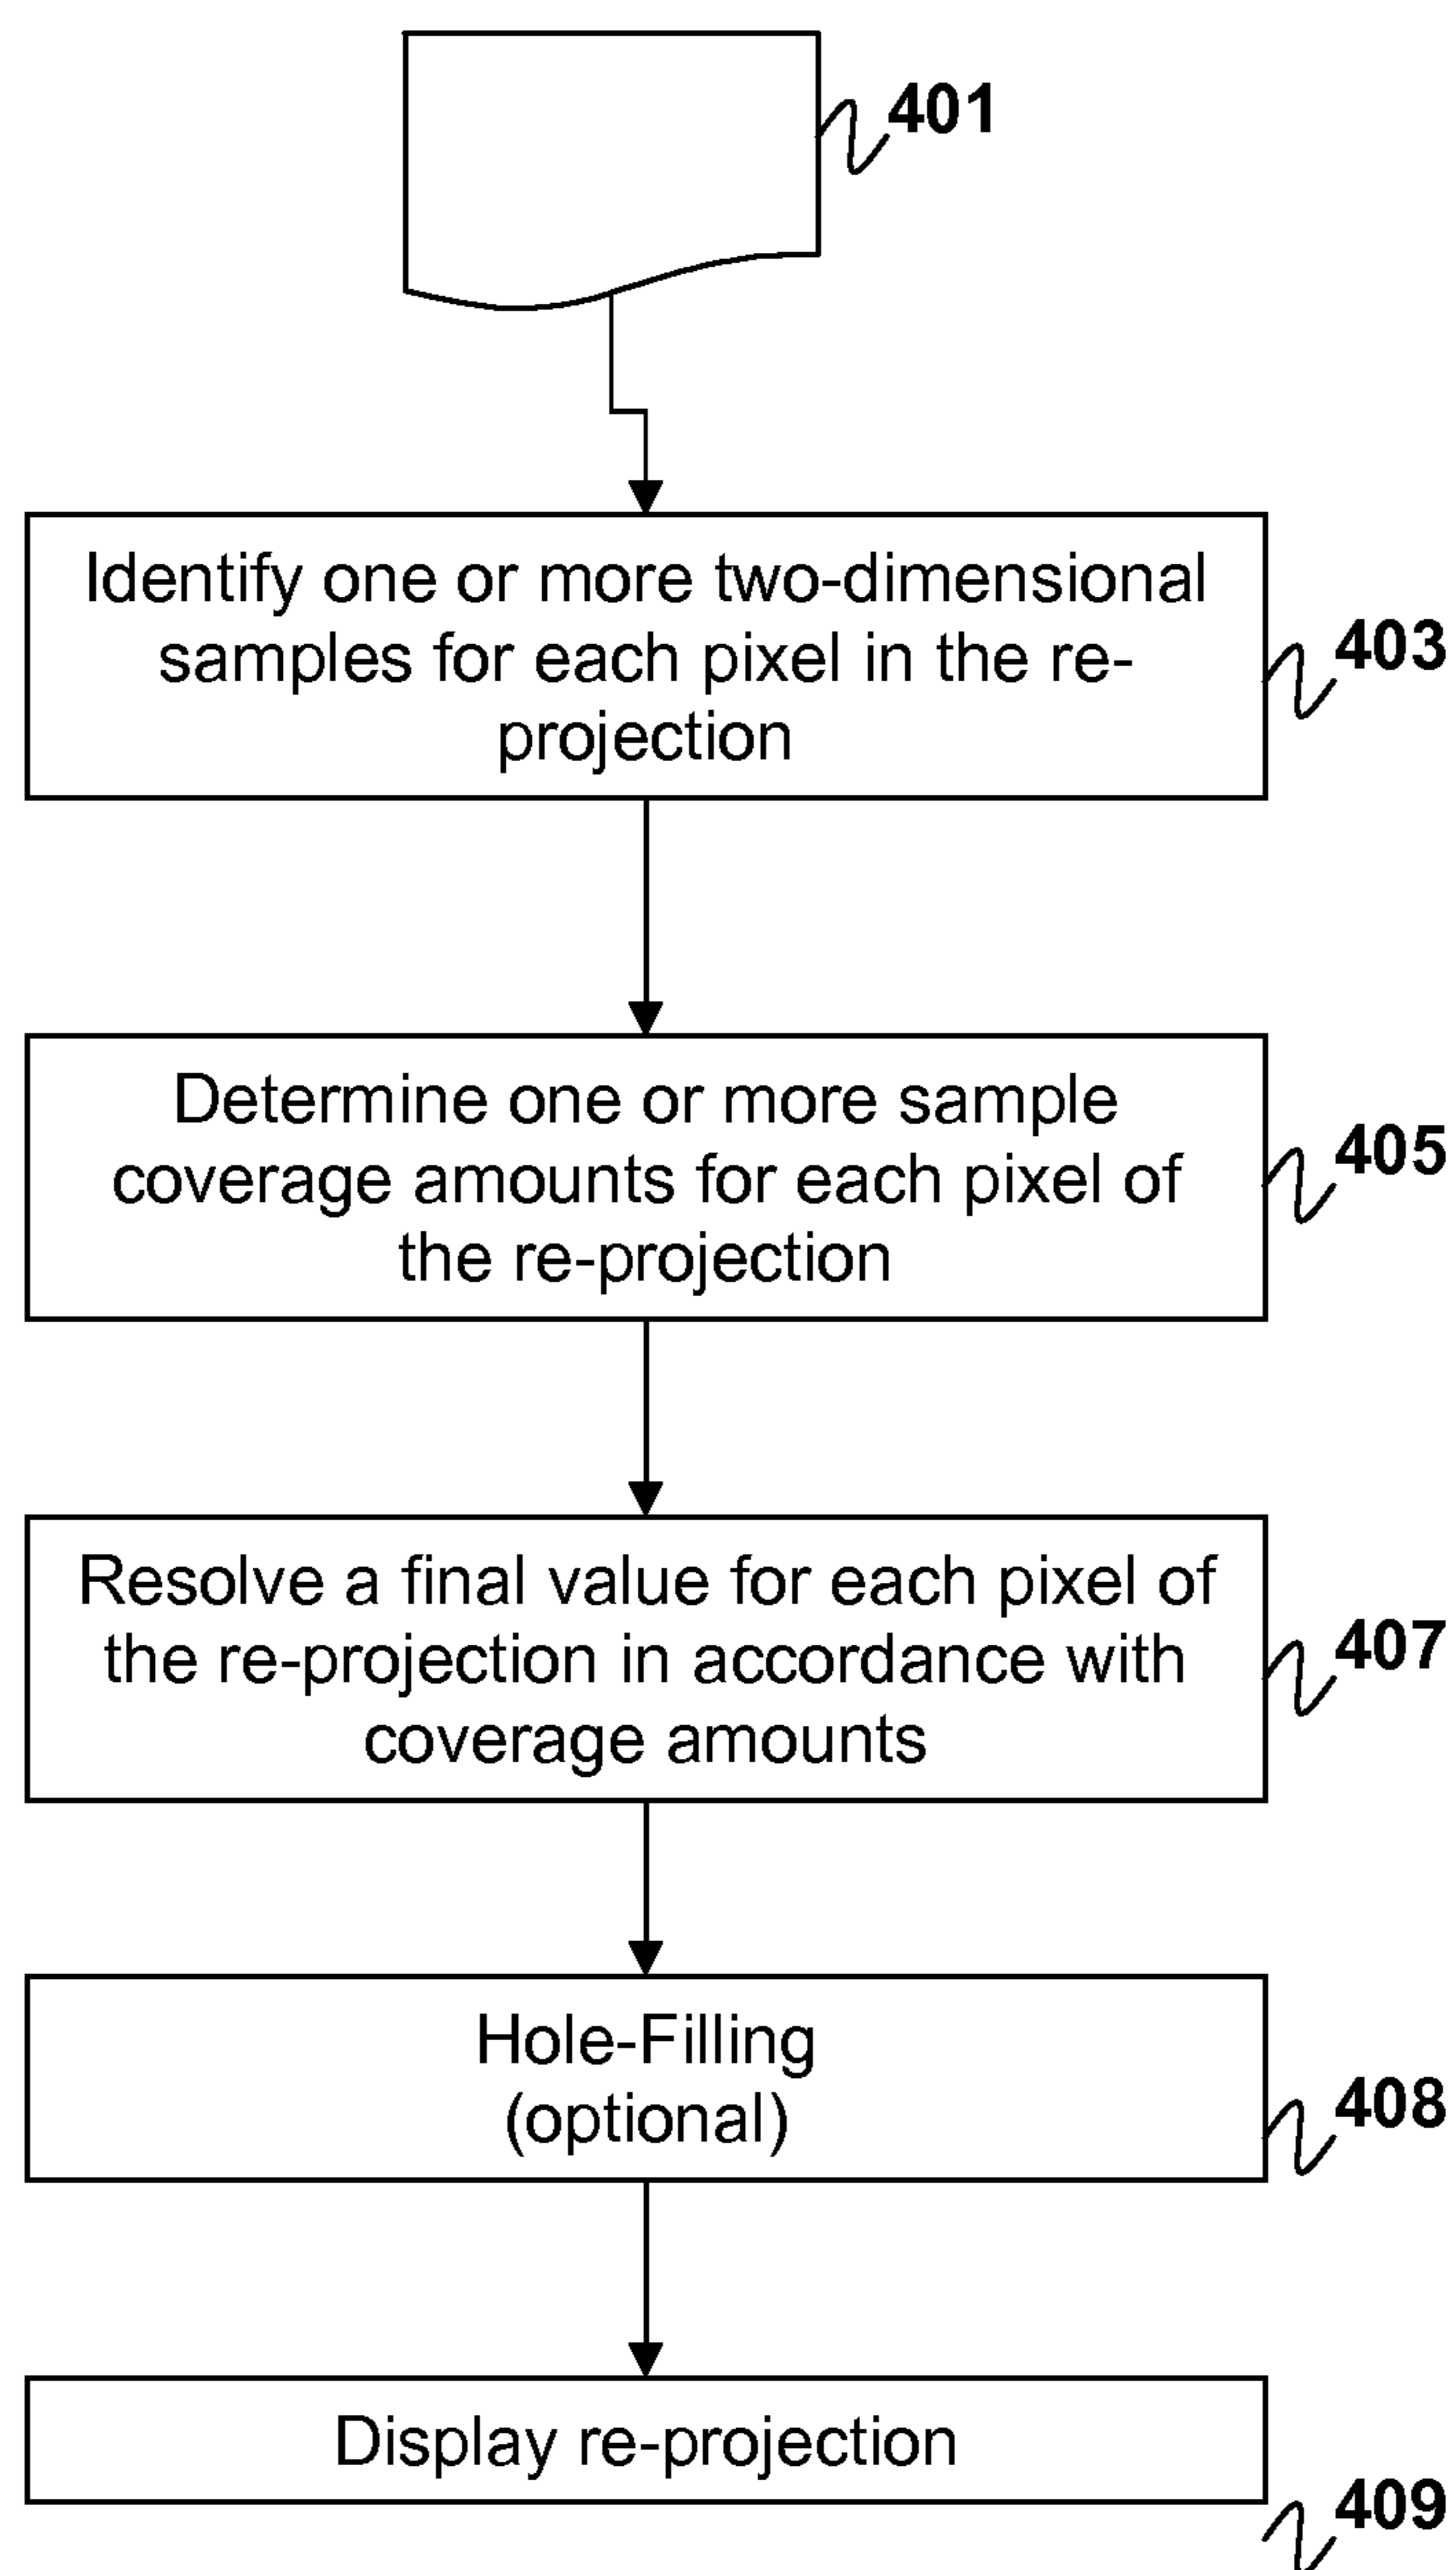 401
Identify one or more two-dimensional
samples for each pixel in the re-
projection
403
Determine one or more sample
coverage amounts for each pixel of
the re-projection
405
Resolve a final value for each pixel of
the re-projection in accordance with
coverage amounts
407
Hole-Filling
(optional)
408
Display re-projection
409